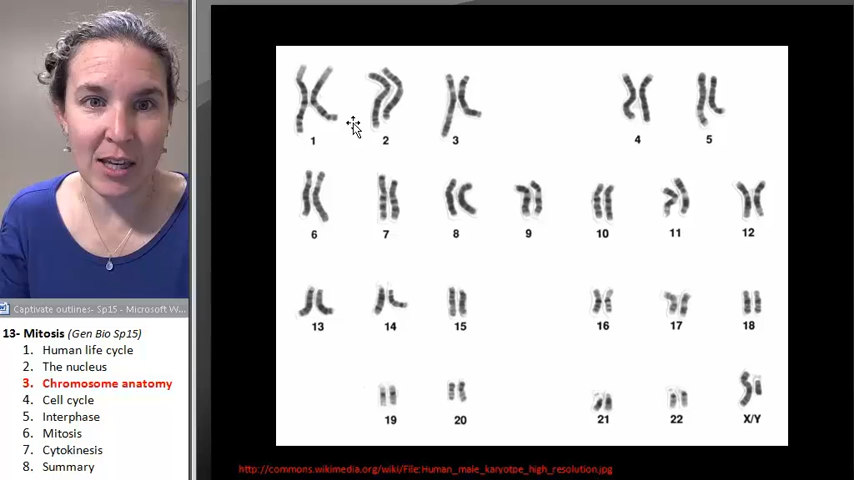 1 2 3 4 5
6 7 8 9 10 11 12
13 14 15 16 17 18
19 20 21 22 X/Y
Captivate outlines- Sp15 - Microsoft W...
13- Mitosis (Gen Bio Sp15)
1. Human life cycle
2. The nucleus
3. Chromosome anatomy
4. Cell cycle
5. Interphase
6. Mitosis
7. Cytokinesis
8. Summary
http://commons.wikimedia.org/wiki/File:Human_male_karyotpe_high_resolution.jpg